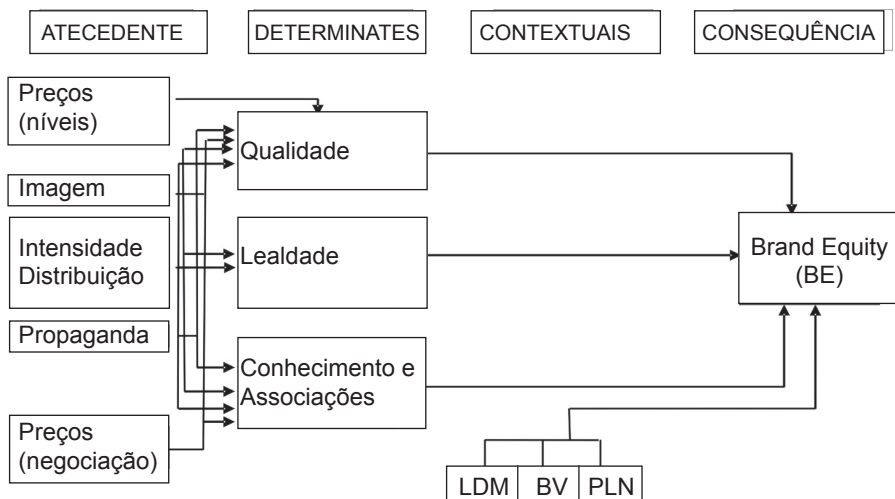 ATECEDENTE
DETERMINATES
CONTEXTUAIS
CONSEQUÊNCIA
Preços
(níveis)
Imagem
Intensidade
Distribuição
Propaganda
Preços
(negociação)
Qualidade
Lealdade
Conhecimento e
Associações
LDM
BV
PLN
Brand Equity
(BE)